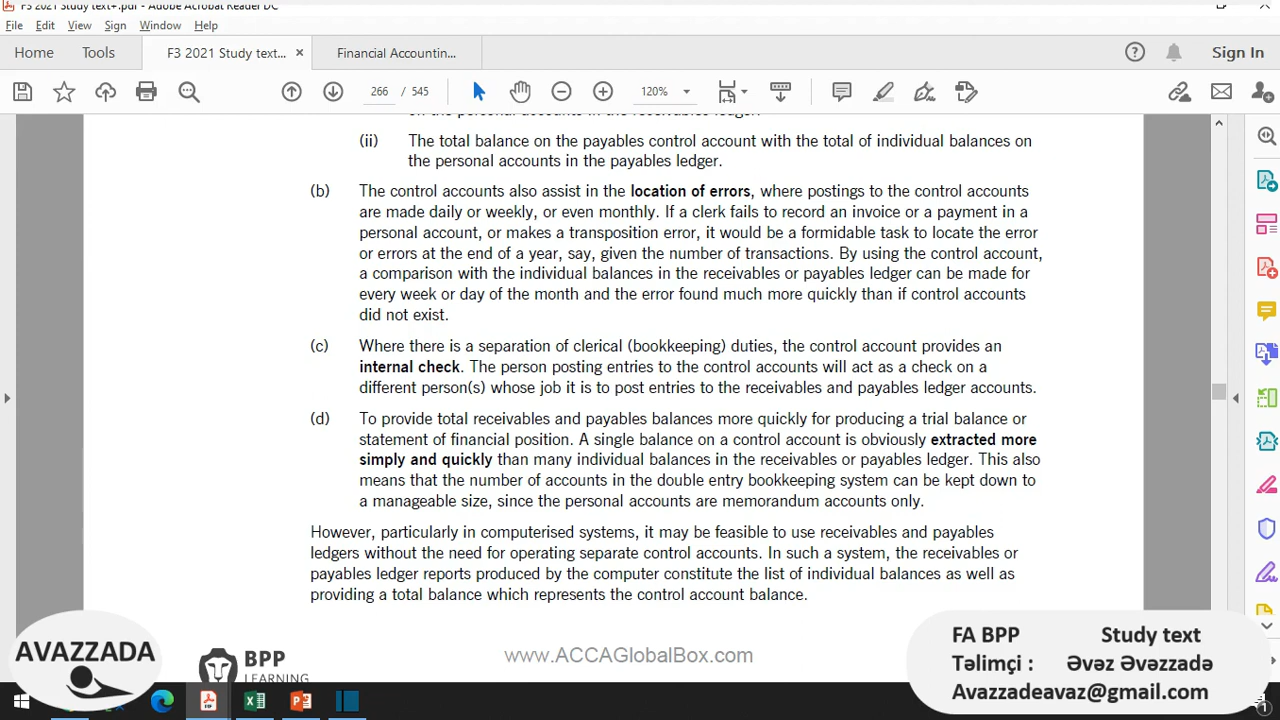 F3 2021 Study text+.pdf - Adobe Acrobat Reader DC
File Edit View Sign Window Help
Home Tools F3 2021 Study text... × Financial Accountin... Sign In
266 / 545 120%
on the personal accounts in the receivables ledger.
(ii) The total balance on the payables control account with the total of individual balances on
the personal accounts in the payables ledger.
(b) The control accounts also assist in the location of errors, where postings to the control accounts
are made daily or weekly, or even monthly. If a clerk fails to record an invoice or a payment in a
personal account, or makes a transposition error, it would be a formidable task to locate the error
or errors at the end of a year, say, given the number of transactions. By using the control account,
a comparison with the individual balances in the receivables or payables ledger can be made for
every week or day of the month and the error found much more quickly than if control accounts
did not exist.
(c) Where there is a separation of clerical (bookkeeping) duties, the control account provides an
internal check. The person posting entries to the control accounts will act as a check on a
different person(s) whose job it is to post entries to the receivables and payables ledger accounts.
(d) To provide total receivables and payables balances more quickly for producing a trial balance or
statement of financial position. A single balance on a control account is obviously extracted more
simply and quickly than many individual balances in the receivables or payables ledger. This also
means that the number of accounts in the double entry bookkeeping system can be kept down to
a manageable size, since the personal accounts are memorandum accounts only.
However, particularly in computerised systems, it may be feasible to use receivables and payables
ledgers without the need for operating separate control accounts. In such a system, the receivables or
payables ledger reports produced by the computer constitute the list of individual balances as well as
providing a total balance which represents the control account balance.
AVAZZADA
BPP
LEARNING
www.ACCAGlobalBox.com
FA BPP Study text
Təlimçi : Əvəz Əvəzzadə
Avazzadeavaz@gmail.com